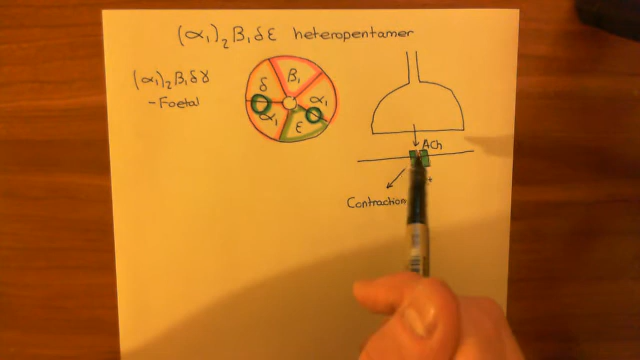 (α₁)₂ β₁ δ ε heteropentamer
(α₁)₂ β₁ δ γ
- Foetal
β₁
δ
α₁
α₁
ε
ACh
+
Contraction